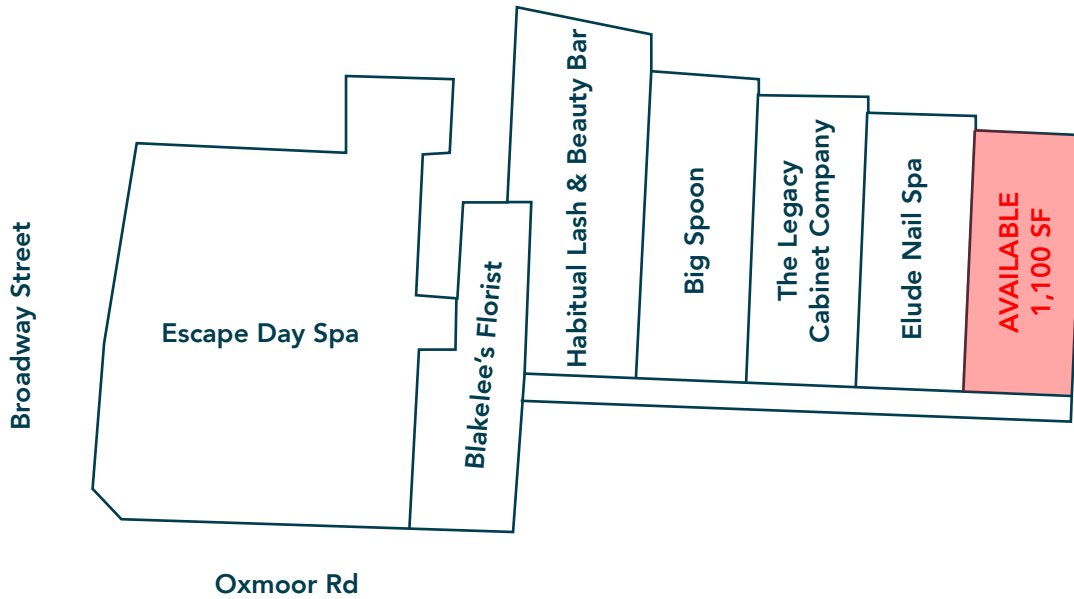 Broadway Street
Escape Day Spa
Blakelee's Florist
Habitual Lash & Beauty Bar
Big Spoon
The Legacy
Cabinet Company
Elude Nail Spa
AVAILABLE
1,100 SF
Oxmoor Rd